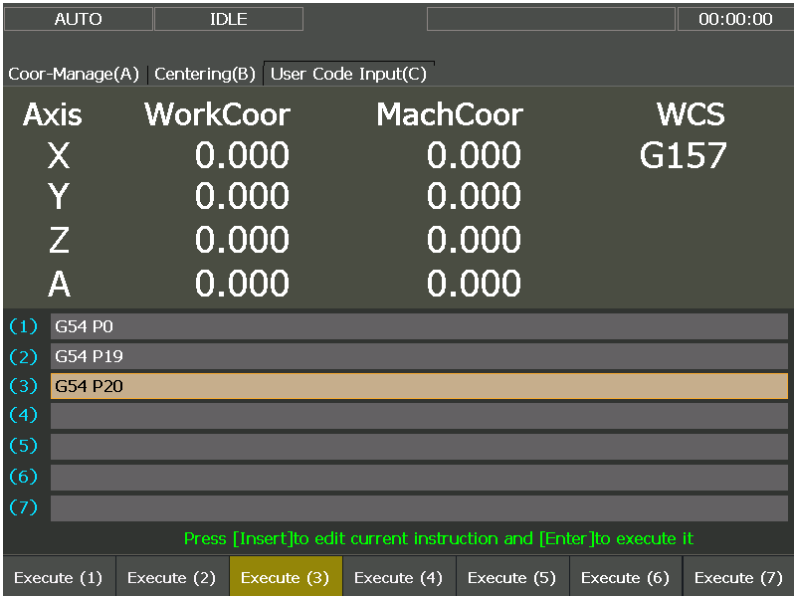 AUTO IDLE 00:00:00
Coor-Manage(A) Centering(B) User Code Input(C)
Axis WorkCoor MachCoor WCS
X 0.000 0.000 G157
Y 0.000 0.000
Z 0.000 0.000
A 0.000 0.000
(1) G54 P0
(2) G54 P19
(3) G54 P20
(4)
(5)
(6)
(7)
Press [Insert]to edit current instruction and [Enter]to execute it
Execute (1) Execute (2) Execute (3) Execute (4) Execute (5) Execute (6) Execute (7)